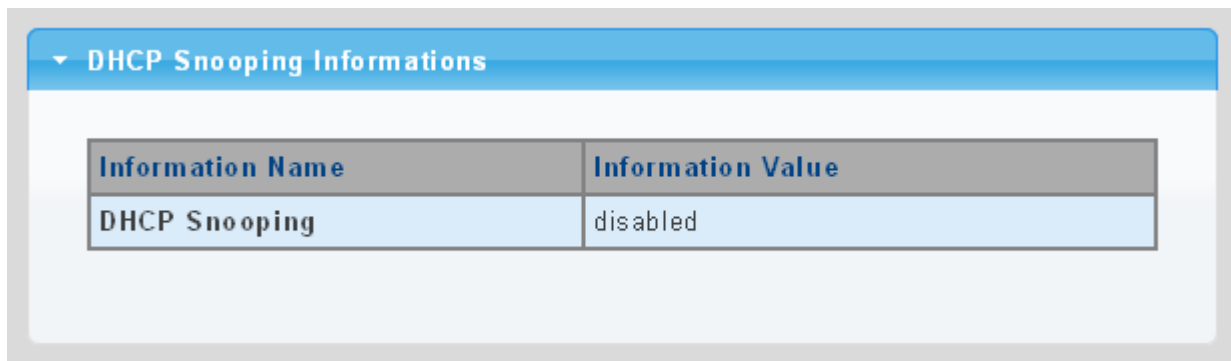 DHCP Snooping Informations
Information Name Information Value
DHCP Snooping disabled